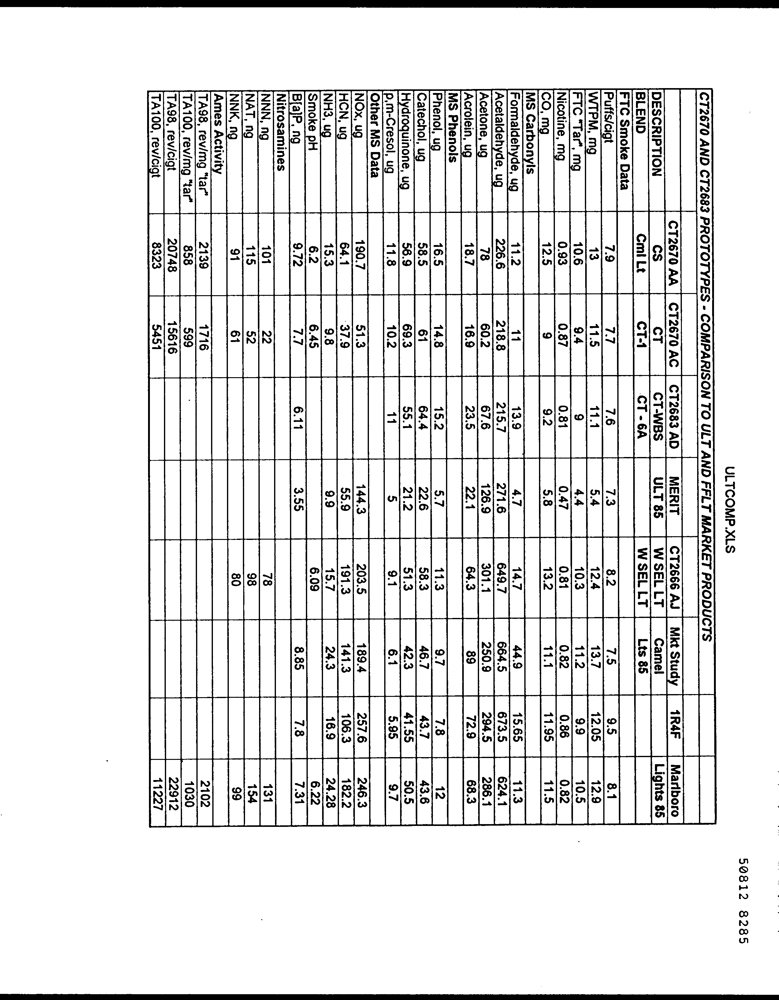 ULTCOMP.XLS
CT2670 AND CT2683 PROTOTYPES - COMPARISON TO ULT AND FFLT MARKET PRODUCTS
CT2670 AA CT2670 AC CT2683 AD MERIT CT2666 AJ Mkt Study 1R4F Marlboro
DESCRIPTION CS CT CT-WBS ULT 85 W SEL LT Camel Lights 85
BLEND Cml Lt CT-1 CT - 6A W SEL LT Lts 85
FTC Smoke Data
Puffs/cigt 7.9 7.7 7.6 7.3 8.2 7.5 9.5 8.1
WTPM, mg 13 11.5 11.1 5.4 12.4 13.7 12.05 12.9
FTC "Tar", mg 10.6 9.4 9 4.4 10.3 11.2 9.9 10.5
Nicotine, mg 0.93 0.87 0.81 0.47 0.81 0.82 0.86 0.82
CO, mg 12.5 9 9.2 5.8 13.2 11.1 11.95 11.5
MS Carbonyls
Formaldehyde, ug 11.2 11 13.9 4.7 14.7 44.9 15.65 11.3
Acetaldehyde, ug 226.6 218.8 215.7 271.6 649.7 664.5 673.5 624.1
Acetone, ug 78 60.2 67.6 126.9 301.1 250.9 294.5 286.1
Acrolein, ug 18.7 16.9 23.5 22.1 64.3 89 72.9 68.3
MS Phenols
Phenol, ug 16.5 14.8 15.2 5.7 11.3 9.7 7.8 12
Catechol, ug 58.5 61 64.4 22.6 58.3 46.7 43.7 43.6
Hydroquinone, ug 56.9 69.3 55.1 21.2 51.3 42.3 41.55 50.5
p,m-Cresol, ug 11.8 10.2 11 5 9.1 6.1 5.95 9.7
Other MS Data
NOx, ug 190.7 51.3 144.3 203.5 189.4 257.6 246.3
HCN, ug 64.1 37.9 55.9 191.3 141.3 106.3 182.2
NH3, ug 15.3 9.8 9.9 15.7 24.3 16.9 24.28
Smoke pH 6.2 6.45 6.09 6.22
B[a]P, ng 9.72 7.7 6.11 3.55 8.85 7.8 7.31
Nitrosamines
NNN, ng 101 22 78 131
NAT, ng 115 52 98 154
NNK, ng 91 61 80 99
Ames Activity
TA98, rev/mg "tar" 2139 1716 2102
TA100, rev/mg "tar" 858 599 1030
TA98, rev/cigt 20748 15616 22912
TA100, rev/cigt 8323 5451 11227
50812 8285